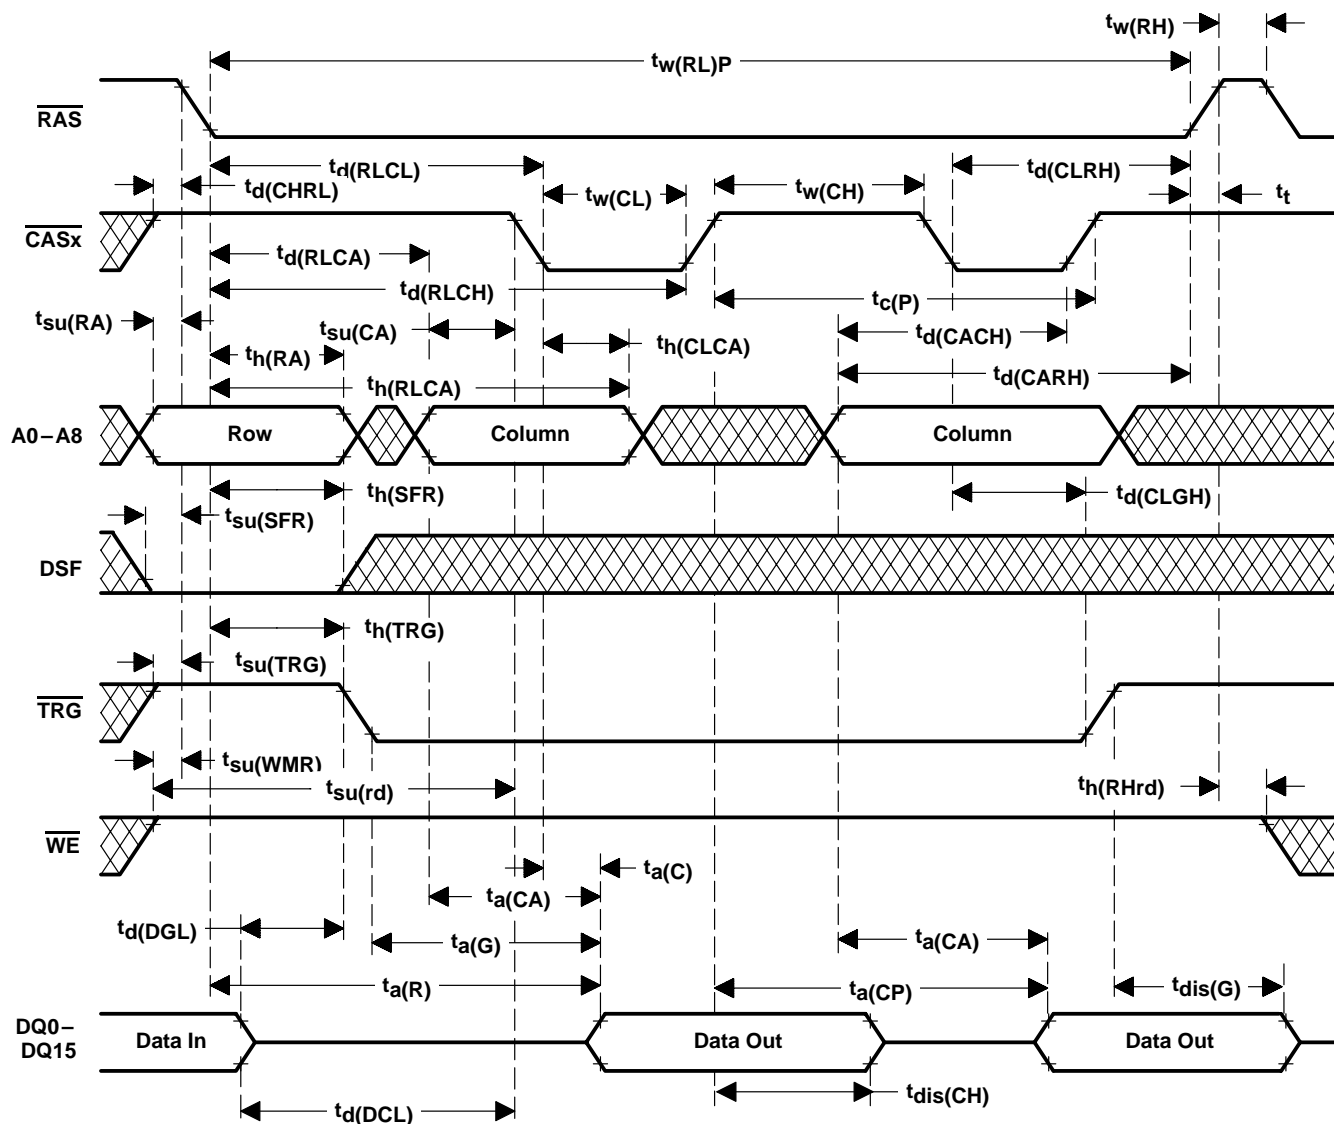 tw(RH)
tw(RL)P
RAS
td(RLCL)
td(CLRH)
td(CHRL)
tw(CL)
tw(CH)
tt
CASx
td(RLCA)
td(RLCH)
tc(P)
tsu(RA)
tsu(CA)
td(CACH)
th(RA)
th(CLCA)
td(CARH)
th(RLCA)
A0–A8
Row
Column
Column
th(SFR)
td(CLGH)
tsu(SFR)
DSF
th(TRG)
tsu(TRG)
TRG
tsu(WMR)
tsu(rd)
th(RHrd)
WE
ta(C)
ta(CA)
td(DGL)
ta(G)
ta(CA)
ta(R)
ta(CP)
tdis(G)
DQ0–
DQ15
Data In
Data Out
Data Out
tdis(CH)
td(DCL)